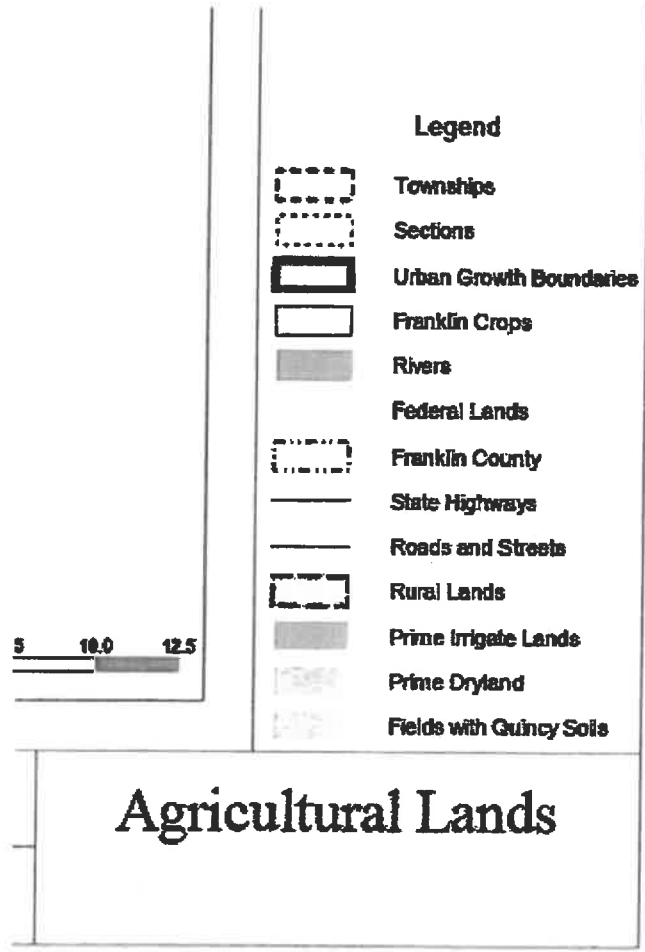 Legend
Townships
Sections
Urban Growth Boundaries
Franklin Crops
Rivers
Federal Lands
Franklin County
State Highways
Roads and Streets
Rural Lands
Prime Irrigate Lands
Prime Dryland
Fields with Quincy Soils
5 10.0 12.5
Agricultural Lands